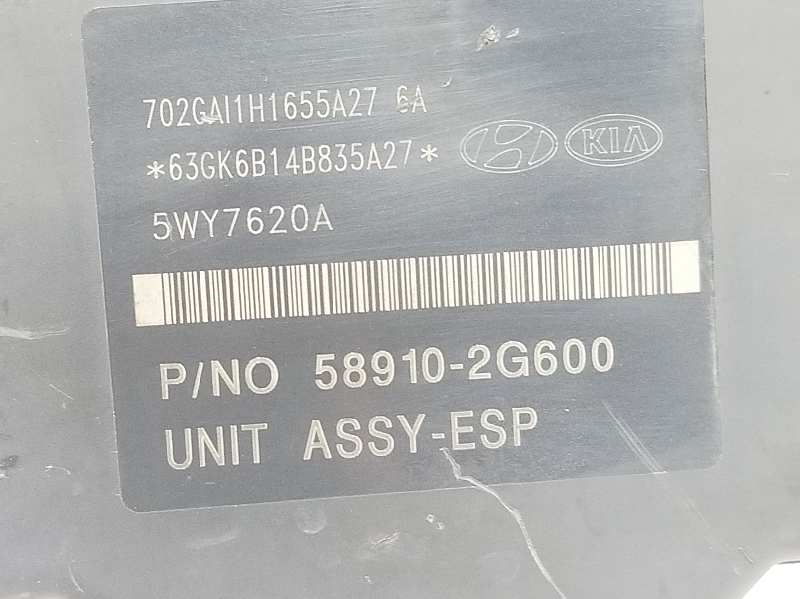 702GAI1H1655A27 6A
*63GK6B14B835A27* KIA
5WY7620A
P/NO 58910-2G600
UNIT ASSY-ESP